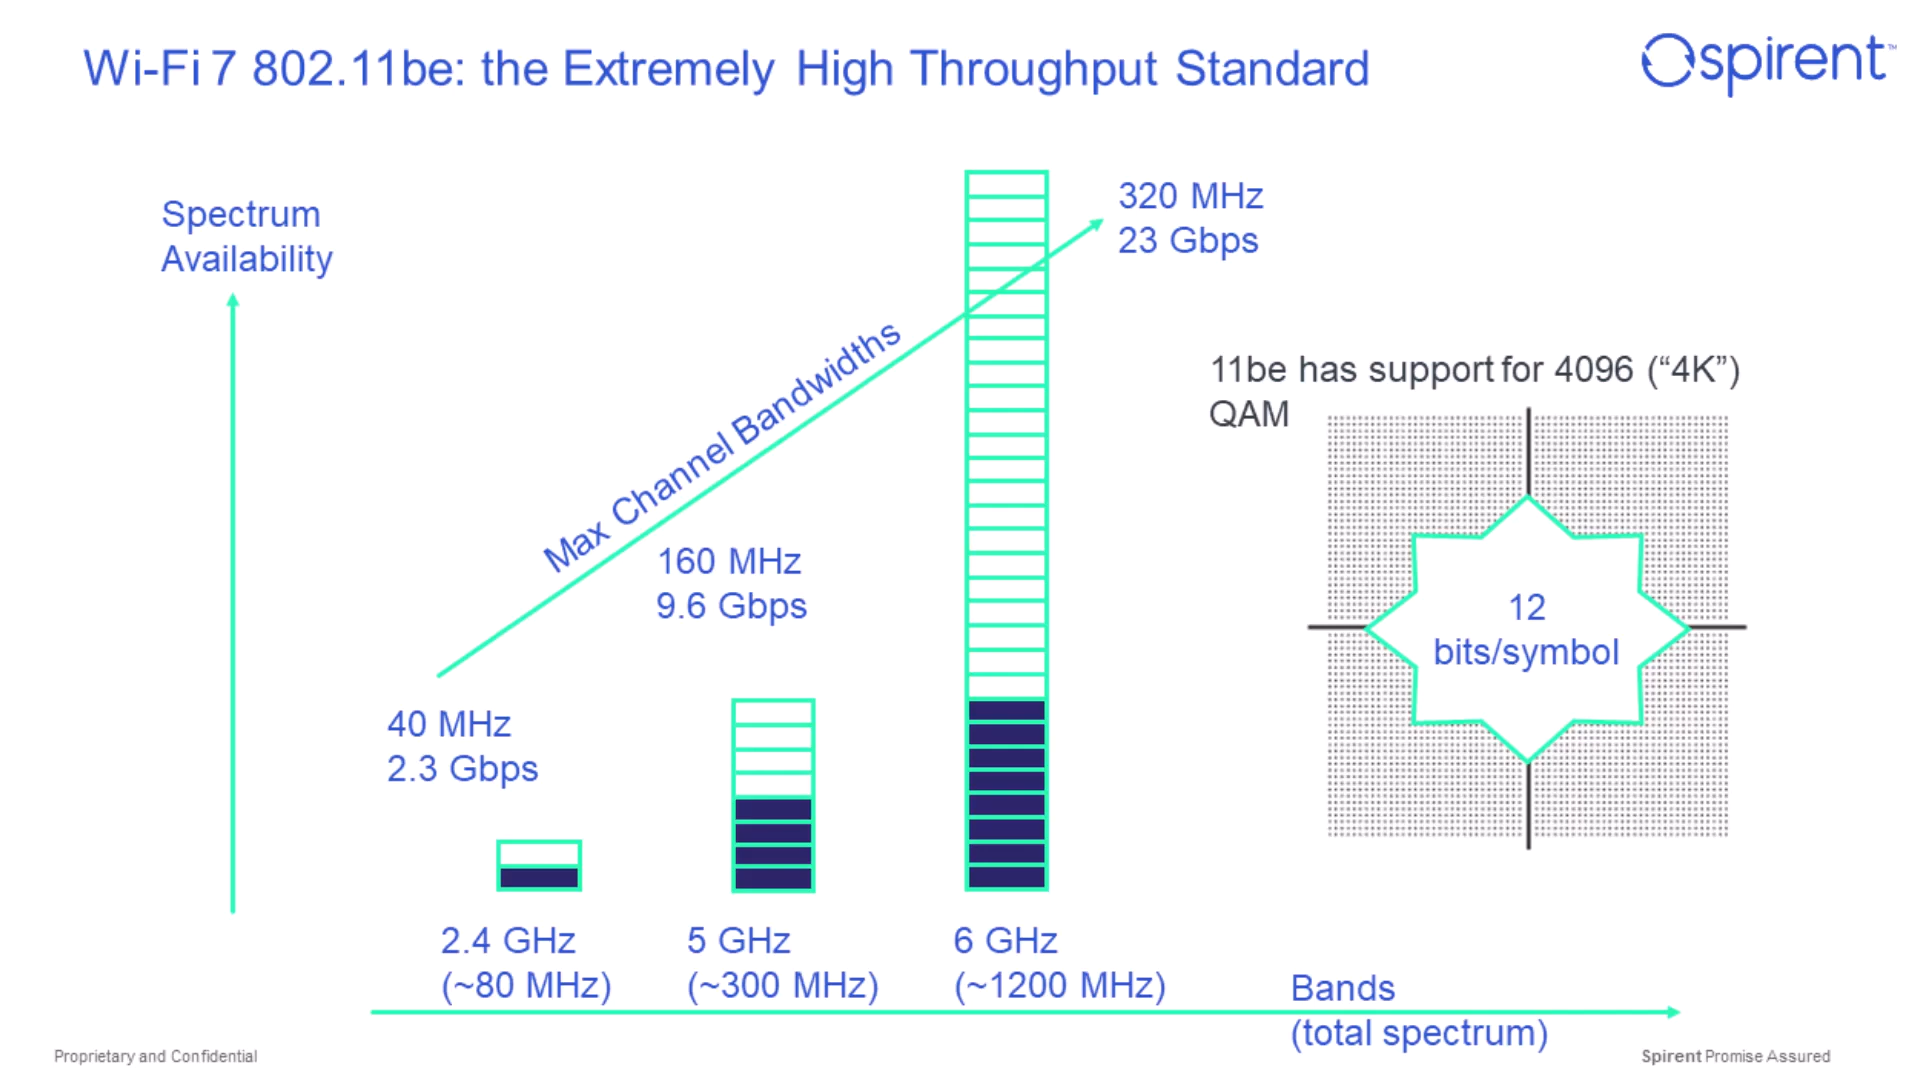 Wi-Fi 7 802.11be: the Extremely High Throughput Standard
spirent™
Spectrum
Availability
320 MHz
23 Gbps
Max Channel Bandwidths
11be has support for 4096 (“4K”)
QAM
160 MHz
9.6 Gbps
12
bits/symbol
40 MHz
2.3 Gbps
2.4 GHz
(~80 MHz)
5 GHz
(~300 MHz)
6 GHz
(~1200 MHz)
Bands
(total spectrum)
Proprietary and Confidential
Spirent Promise Assured